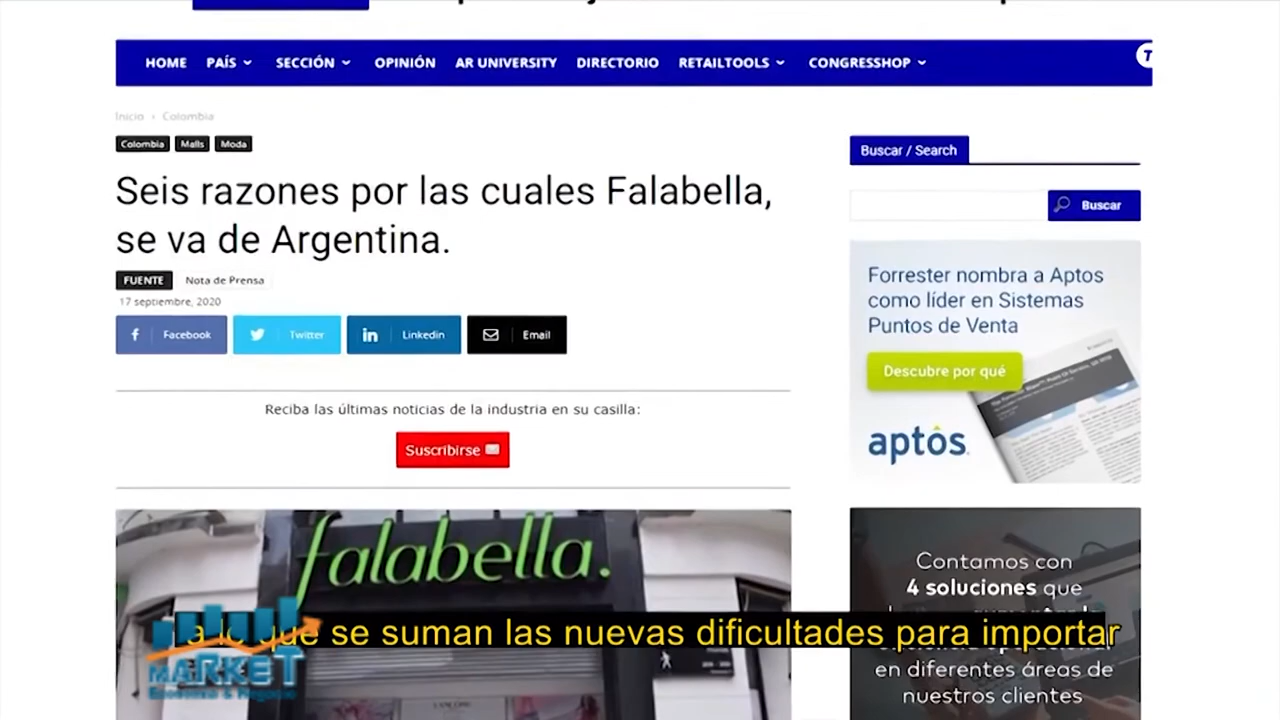 HOME PAÍS SECCIÓN OPINIÓN AR UNIVERSITY DIRECTORIO RETAILTOOLS CONGRESSHOP
Inicio Colombia
Colombia Malls Moda
Seis razones por las cuales Falabella,
se va de Argentina.
FUENTE Nota de Prensa
17 septiembre, 2020
Facebook Twitter Linkedin Email
Reciba las últimas noticias de la industria en su casilla:
Suscribirse
falabella.
Buscar / Search
Buscar
Forrester nombra a Aptos
como líder en Sistemas
Puntos de Venta
Descubre por qué
aptos
Contamos con
4 soluciones que
en diferentes áreas de
nuestros clientes
a lo que se suman las nuevas dificultades para importar
MARKET
Economía & Negocio